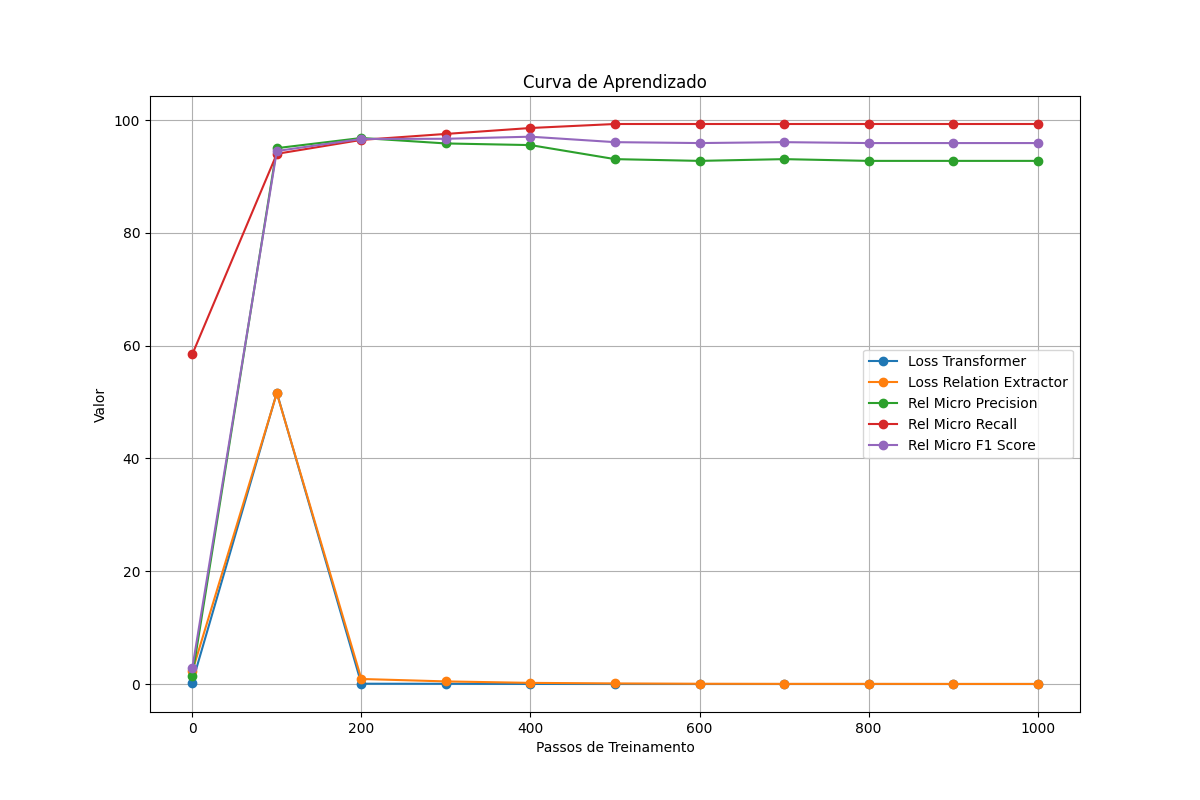 Curva de Aprendizado
Valor
100
80
60
40
20
0
Loss Transformer
Loss Relation Extractor
Rel Micro Precision
Rel Micro Recall
Rel Micro F1 Score
0 200 400 600 800 1000
Passos de Treinamento